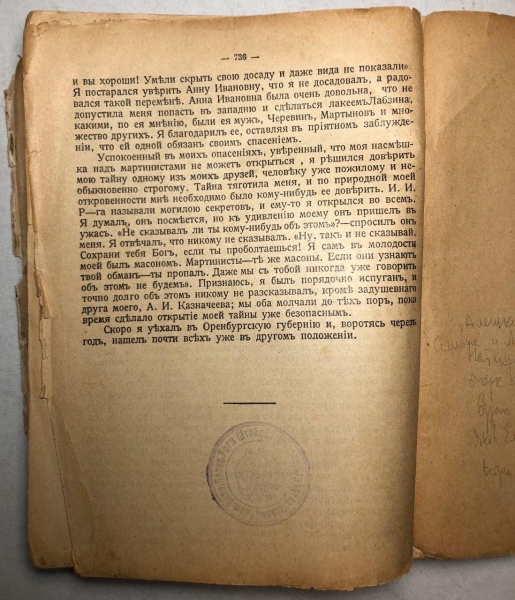 — 736 —
и вы хороши! Умѣли скрыть свою досаду и даже вида не показали».
Я постарался увѣрить Анну Ивановну, что я не досадовалъ, а радо-
вался такой перемѣнѣ. Анна Ивановна была очень довольна, что не
допустила меня попасть въ западню и сдѣлаться лакеемъ Лабзина,
какими, по ея мнѣнію, были ея мужъ, Черевинъ, Мартыновъ и мно-
жество другихъ. Я благодарилъ ее, оставляя въ пріятномъ заблужде-
ніи, что ей одной обязанъ своимъ спасеніемъ.
Успокоенный въ моихъ опасеніяхъ, увѣренный, что моя насмѣш-
ка надъ мартинистами не можетъ открыться, я рѣшился довѣрить
мою тайну одному изъ моихъ друзей, человѣку уже пожилому и не-
обыкновенно строгому. Тайна тяготила меня, и по природной моей
откровенности мнѣ необходимо было кому-нибудь ее довѣрить. И. И.
Р—га называли могилою секретовъ, и ему-то я открылся во всемъ.
Я думалъ, онъ посмѣется, но къ удивленію моему онъ пришелъ въ
ужасъ. «Не сказывалъ ли ты кому-нибудь объ этомъ»?—спросилъ онъ
меня. Я отвѣчалъ, что никому не сказывалъ. «Ну, такъ и не сказывай.
Сохрани тебя Богъ, если ты проболтаешься! Я самъ въ молодости
моей былъ масономъ. Мартинисты—тѣ же масоны. Если они узнаютъ
твой обманъ—ты пропалъ. Даже мы съ тобой никогда уже говорить
объ этомъ не будемъ». Признаюсь, я былъ порядочно испуганъ, и
точно долго объ этомъ никому не разсказывалъ, кромѣ задушевнаго
друга моего, А. И. Казначеева; мы оба молчали до тѣхъ поръ, пока
время сдѣлало открытіе моей тайны уже безопаснымъ.
Скоро я уѣхалъ въ Оренбургскую губернію и, воротясь черезъ
годъ, нашелъ почти всѣхъ уже въ другомъ положеніи.